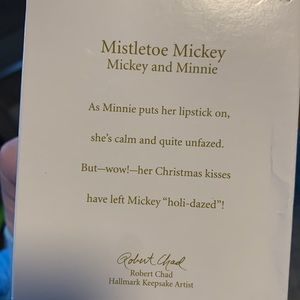 Mistletoe Mickey
Mickey and Minnie
As Minnie puts her lipstick on,
she's calm and quite unfazed.
But—wow!—her Christmas kisses
have left Mickey "holi-dazed"!
Robert Chad
Robert Chad
Hallmark Keepsake Artist